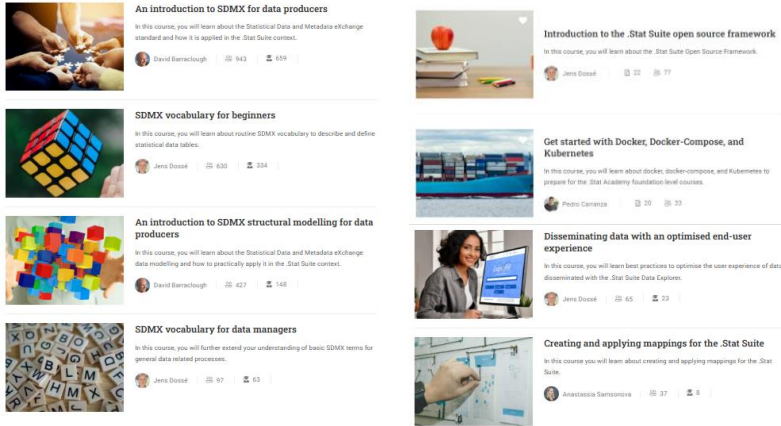 An introduction to SDMX for data producers
In this course, you will learn about the Statistical Data and Metadata eXchange
standard and how it is applied in the .Stat Suite context.
David Barraclough 943 659
SDMX vocabulary for beginners
In this course, you will learn about routine SDMX vocabulary to describe and define
statistical data tables.
Jens Dossé 630 334
An introduction to SDMX structural modelling for data
producers
In this course, you will learn about the Statistical Data and Metadata eXchange
data modelling and how to practically apply it in the .Stat Suite context.
David Barraclough 427 148
SDMX vocabulary for data managers
In this course, you will further extend your understanding of basic SDMX terms for
general data related processes.
Jens Dossé 97 63
Introduction to the .Stat Suite open source framework
In this course, you will learn about the .Stat Suite Open Source Framework.
Jens Dossé 22 77
Get started with Docker, Docker-Compose, and
Kubernetes
In this course, you will learn about docker, docker-compose, and Kubernetes to
prepare for the .Stat Academy foundation level courses.
Pedro Carranza 20 33
Disseminating data with an optimised end-user
experience
In this course, you will learn best practices to optimise the user experience of data
disseminated with the .Stat Suite Data Explorer.
Jens Dossé 65 23
Creating and applying mappings for the .Stat Suite
In this course you will learn about creating and applying mappings for the .Stat
Suite.
Anastassia Samsonova 37 8